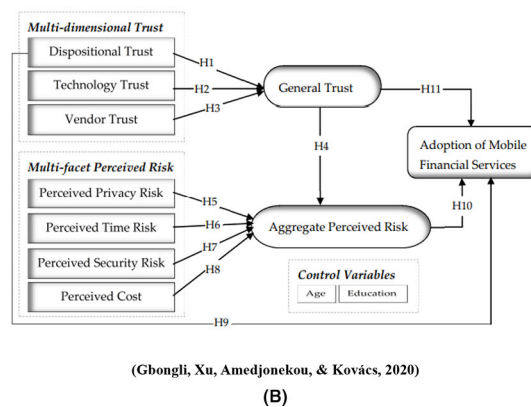 Multi-dimensional Trust
Dispositional Trust
H1
Technology Trust
H2
Vendor Trust
H3
General Trust
H11
H4
Adoption of Mobile
Financial Services
Multi-facet Perceived Risk
Perceived Privacy Risk
H5
Perceived Time Risk
H6
Perceived Security Risk
H7
Perceived Cost
H8
Aggregate Perceived Risk
H10
Control Variables
Age
Education
H9
(Gbongli, Xu, Amedjonekou, & Kovács, 2020)
(B)